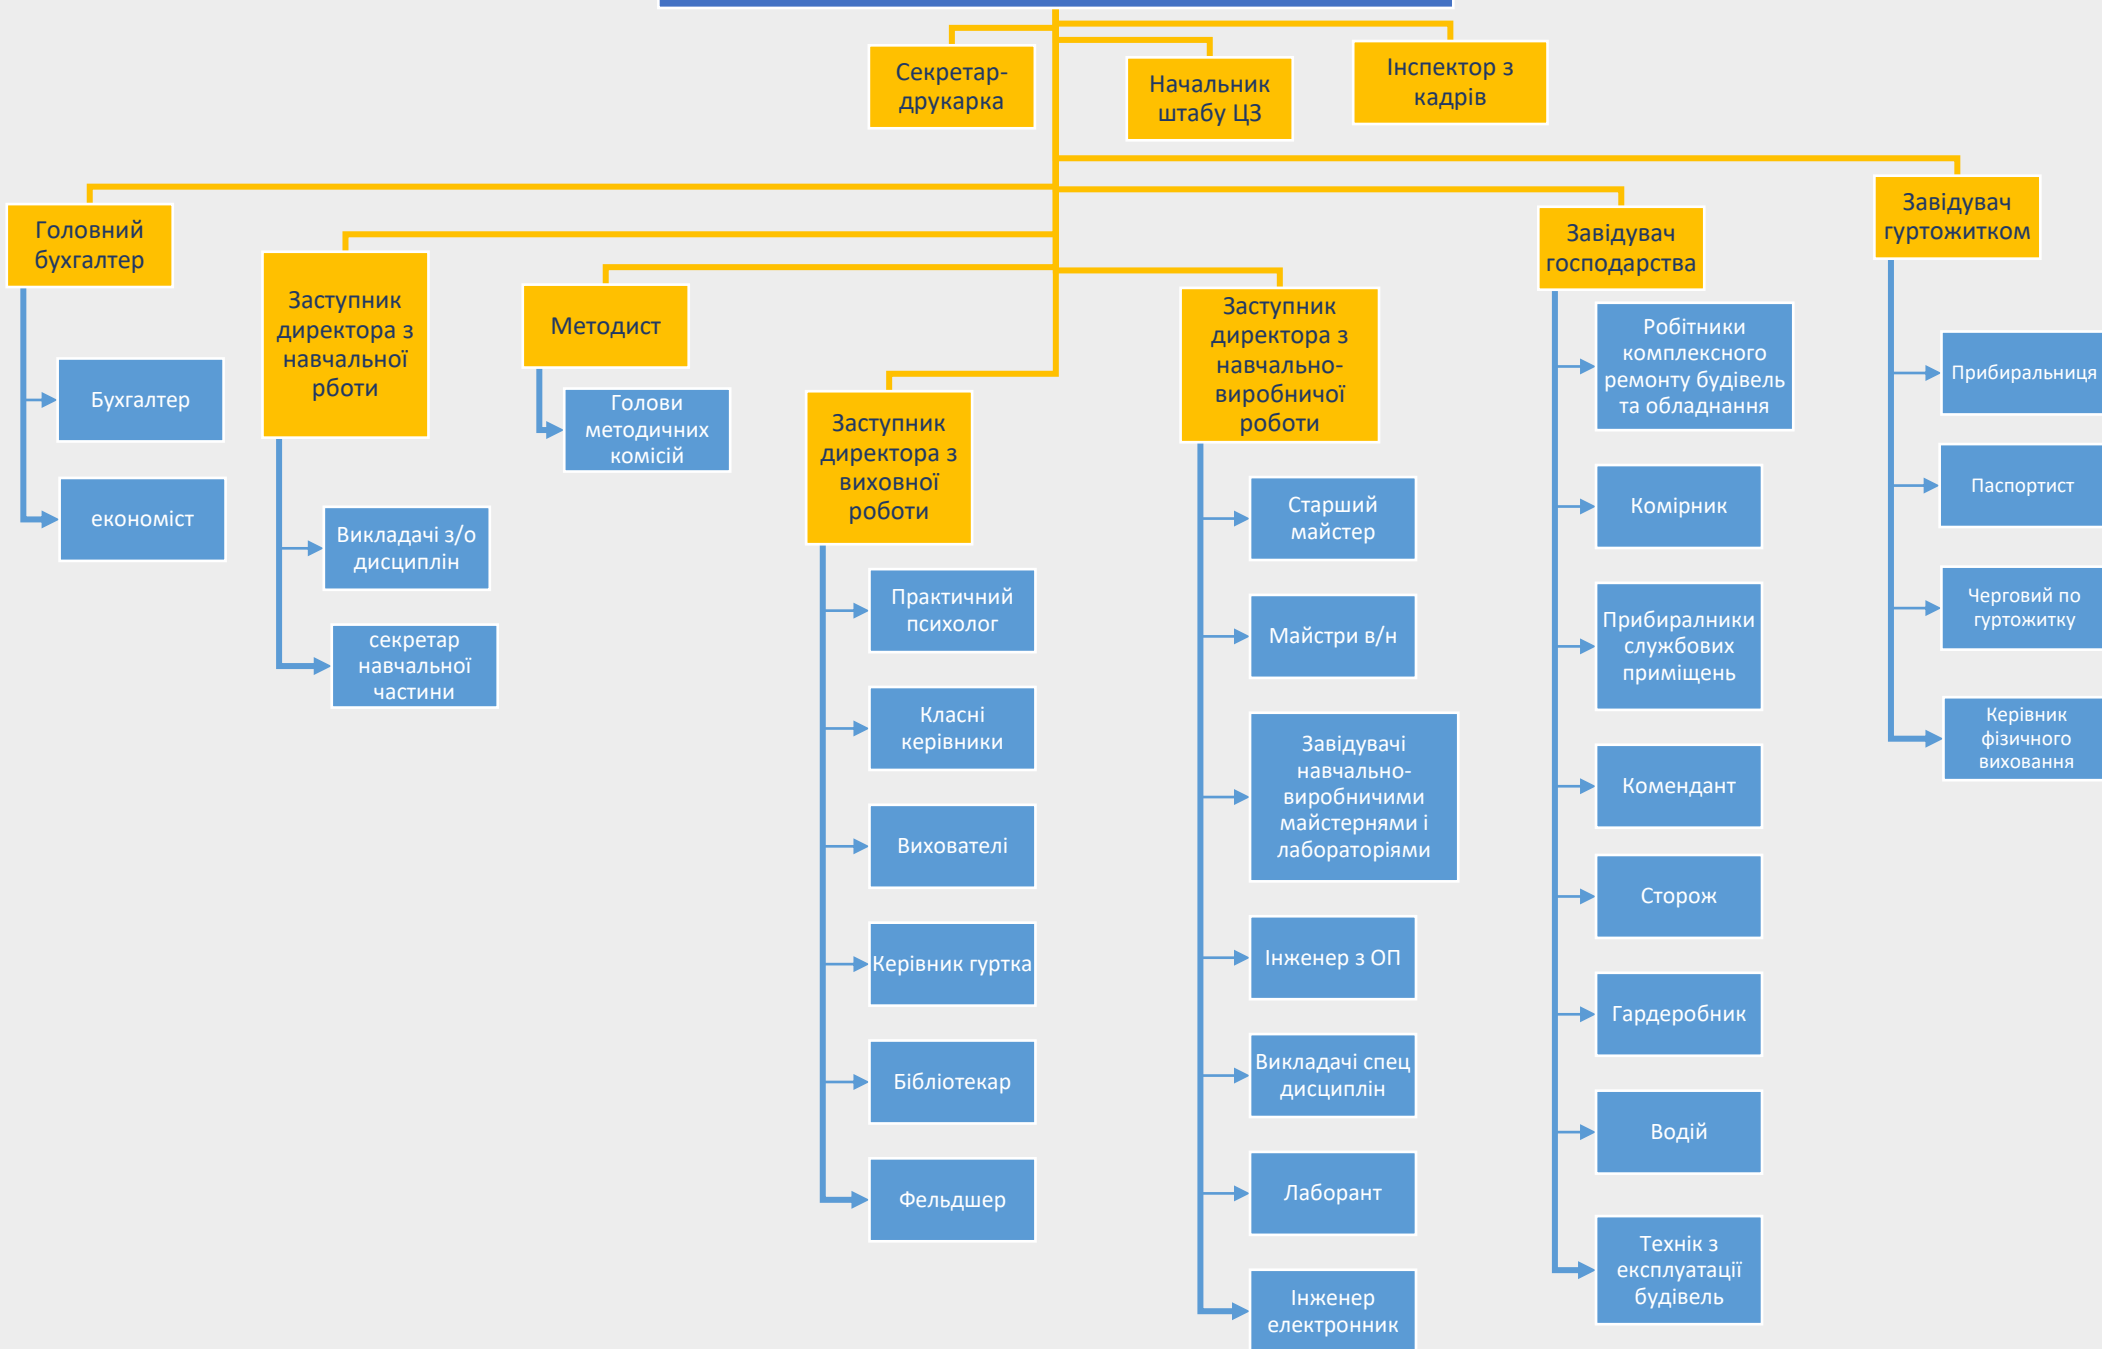 Секретар-
друкарка
Начальник
штабу ЦЗ
Інспектор з
кадрів
Головний
бухгалтер
Бухгалтер
економіст
Заступник
директора з
навчальної
рботи
Викладачі з/о
дисциплін
секретар
навчальної
частини
Методист
Голови
методичних
комісій
Заступник
директора з
виховної
роботи
Практичний
психолог
Класні
керівники
Вихователі
Керівник гуртка
Бібліотекар
Фельдшер
Заступник
директора з
навчально-
виробничої
роботи
Старший
майстер
Майстри в/н
Завідувачі
навчально-
виробничими
майстернями і
лабораторіями
Інженер з ОП
Викладачі спец
дисциплін
Лаборант
Інженер
електронник
Завідувач
господарства
Робітники
комплексного
ремонту будівель
та обладнання
Комірник
Прибиральники
службових
приміщень
Комендант
Сторож
Гардеробник
Водій
Технік з
експлуатації
будівель
Завідувач
гуртожитком
Прибиральниця
Паспортист
Черговий по
гуртожитку
Керівник
фізичного
виховання